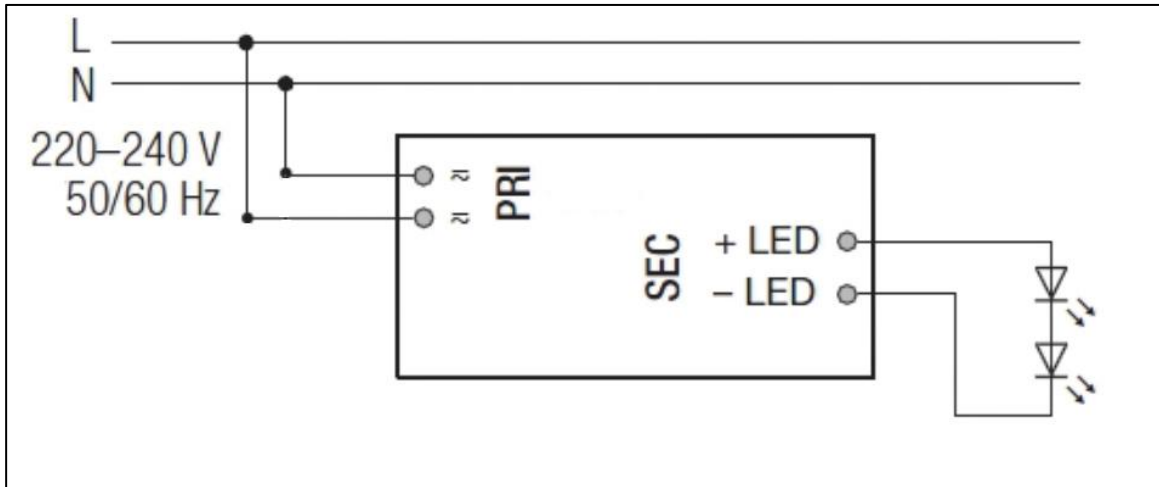 L
N
220–240 V
50/60 Hz
≈
≈
PRI
SEC
+ LED
– LED